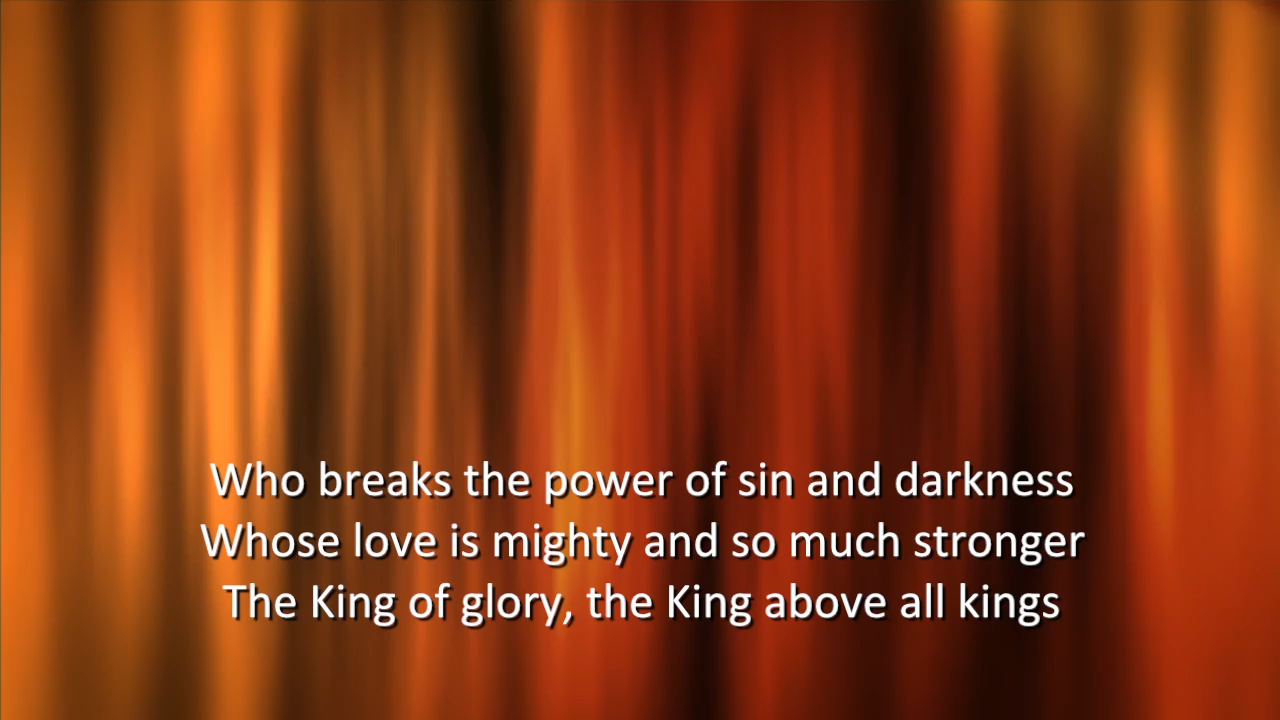 Who breaks the power of sin and darkness
Whose love is mighty and so much stronger
The King of glory, the King above all kings